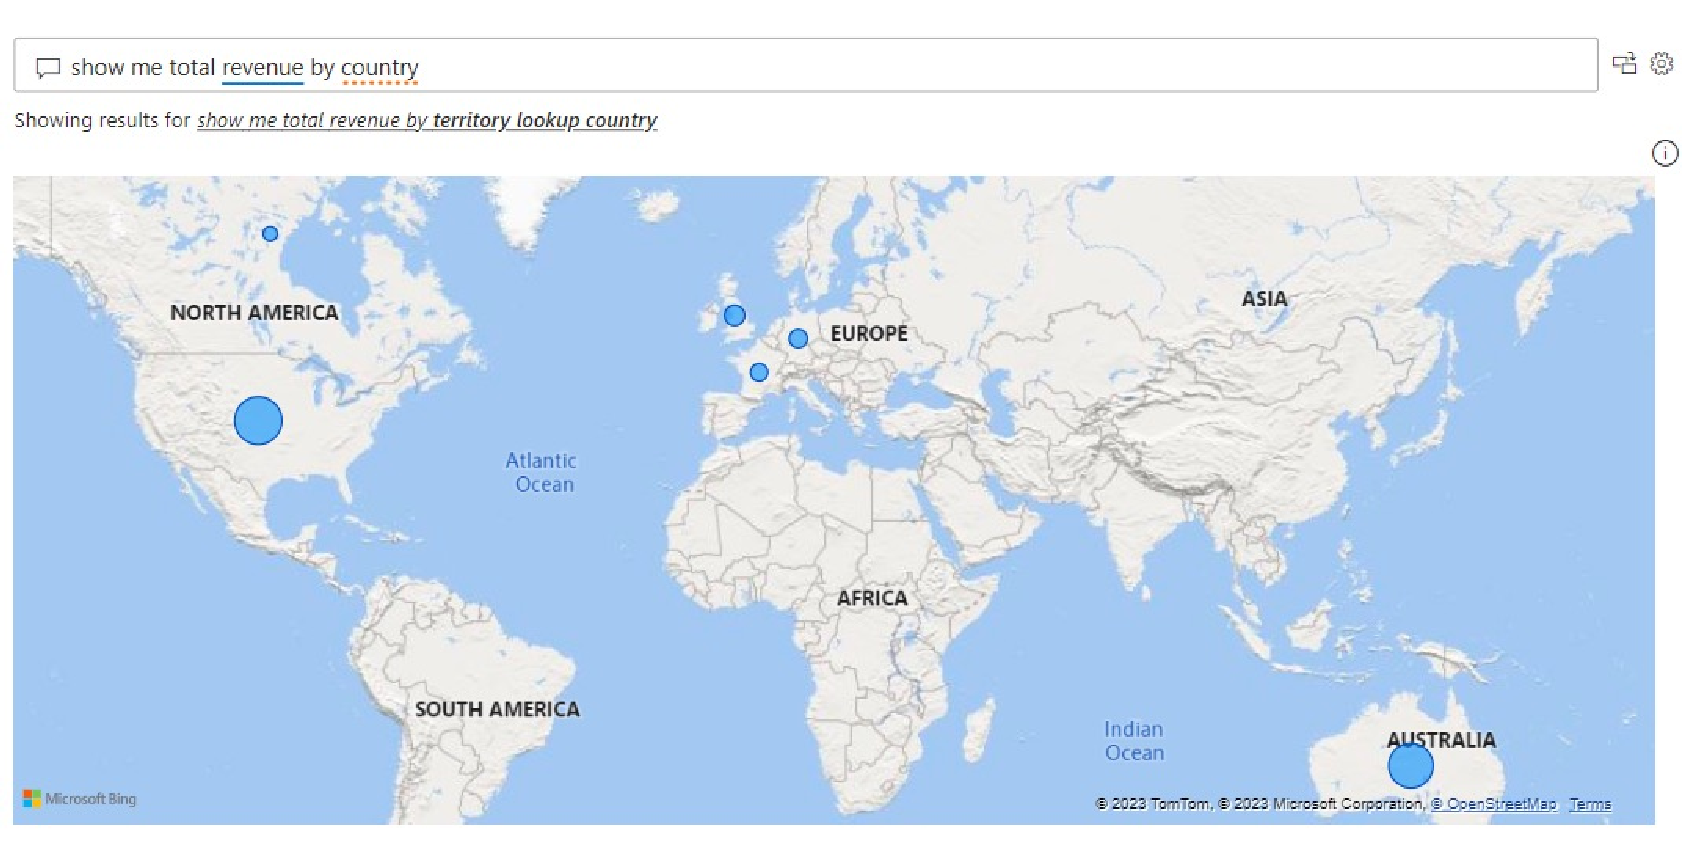 show me total revenue by country
Showing results for show me total revenue by territory lookup country
NORTH AMERICA
ASIA
EUROPE
Atlantic
Ocean
AFRICA
SOUTH AMERICA
Indian
Ocean
AUSTRALIA
Microsoft Bing
© 2023 TomTom, © 2023 Microsoft Corporation, © OpenStreetMap Terms